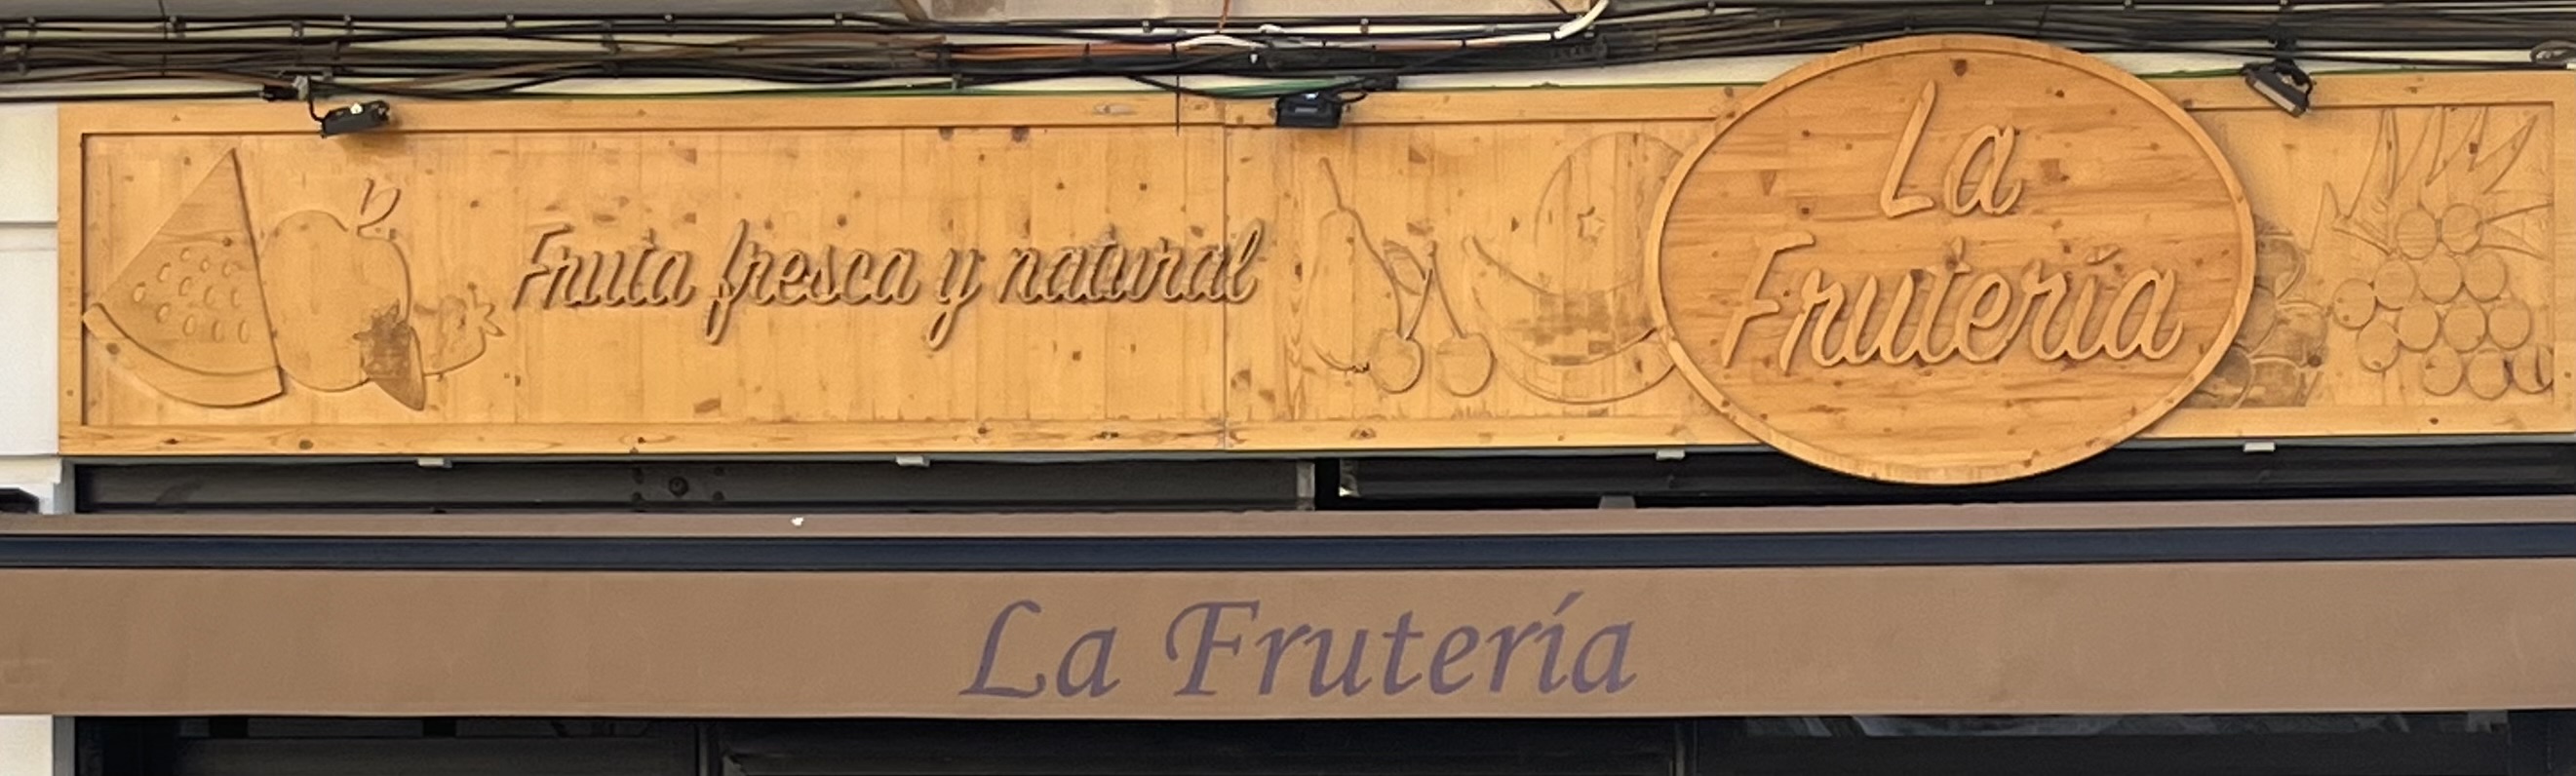 Fruta fresca y natural
La
Frutería
La Frutería